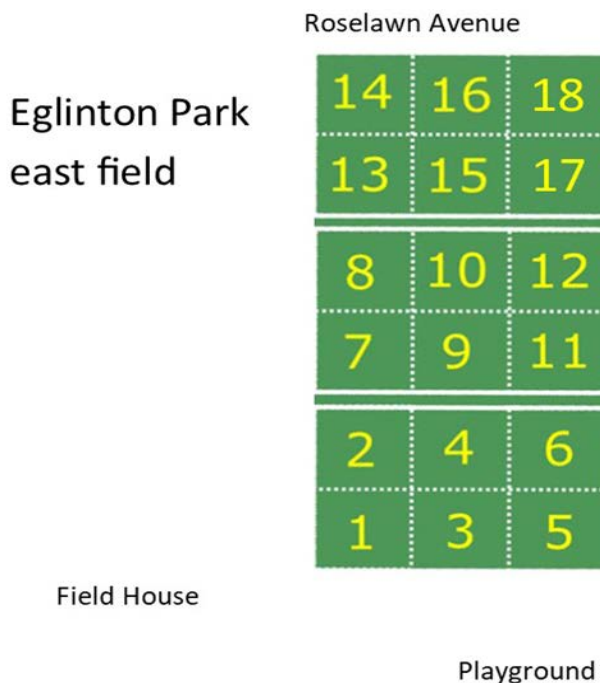 Roselawn Avenue
Eglinton Park
east field
14 16 18
13 15 17
8 10 12
7 9 11
2 4 6
1 3 5
Field House
Playground